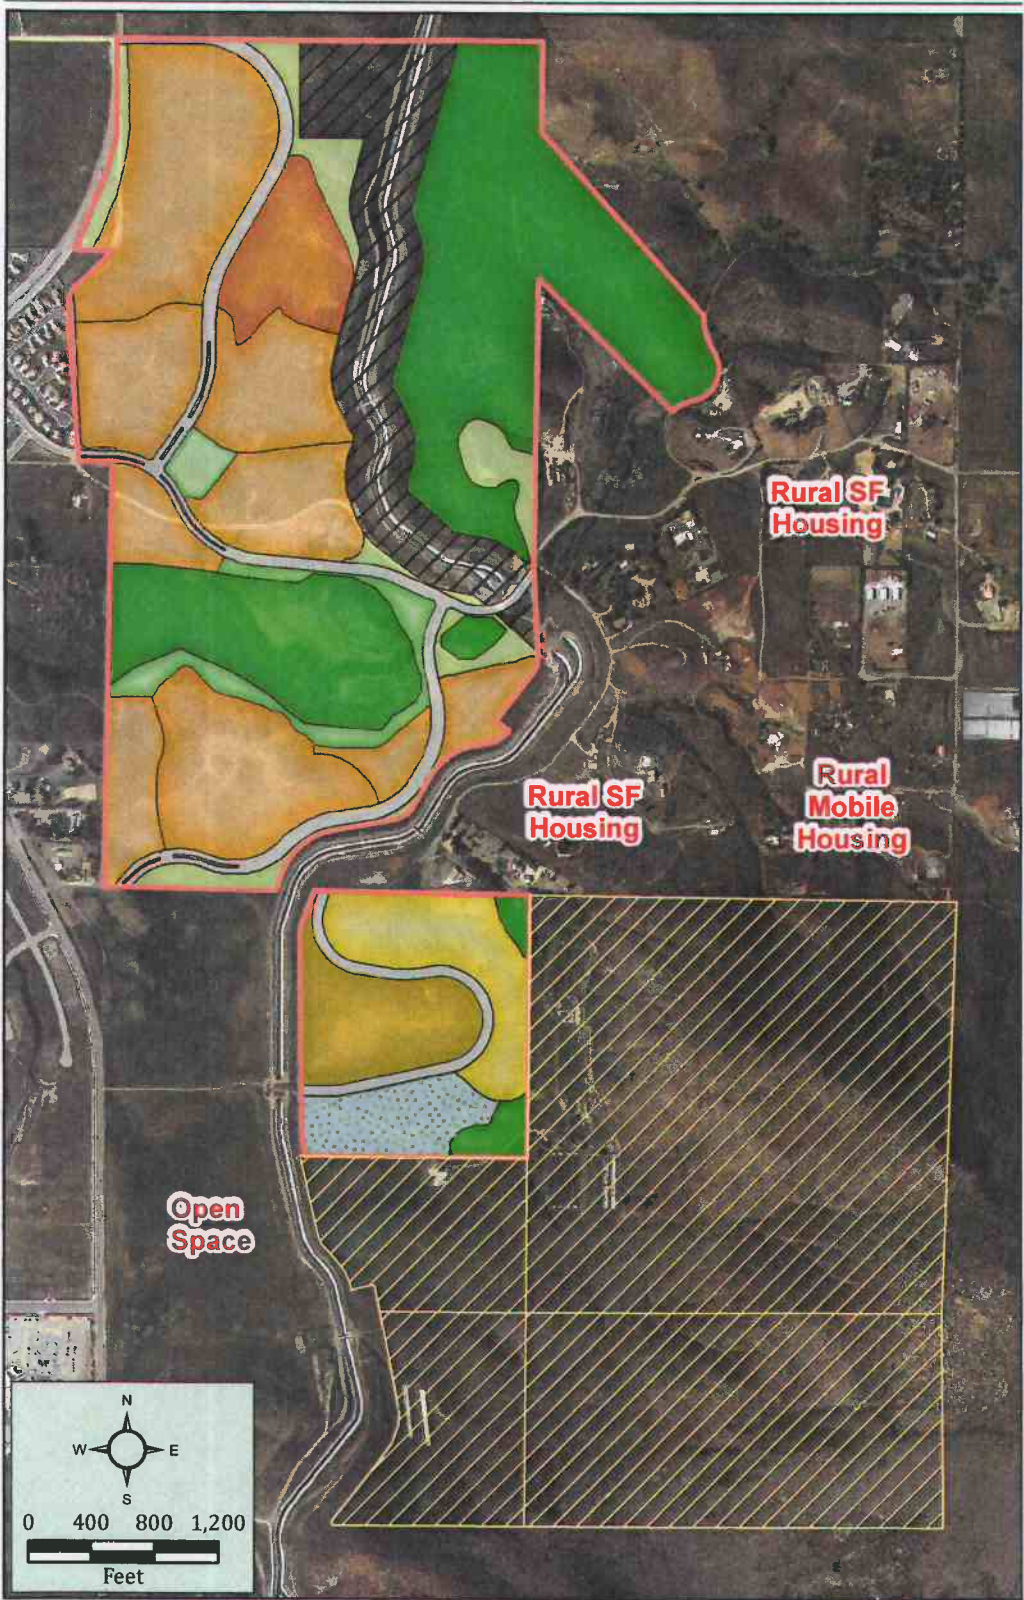 Rural SF
Housing
Rural SF
Housing
Rural
Mobile
Housing
Open
Space
N
W
E
S
0 400 800 1,200
Feet